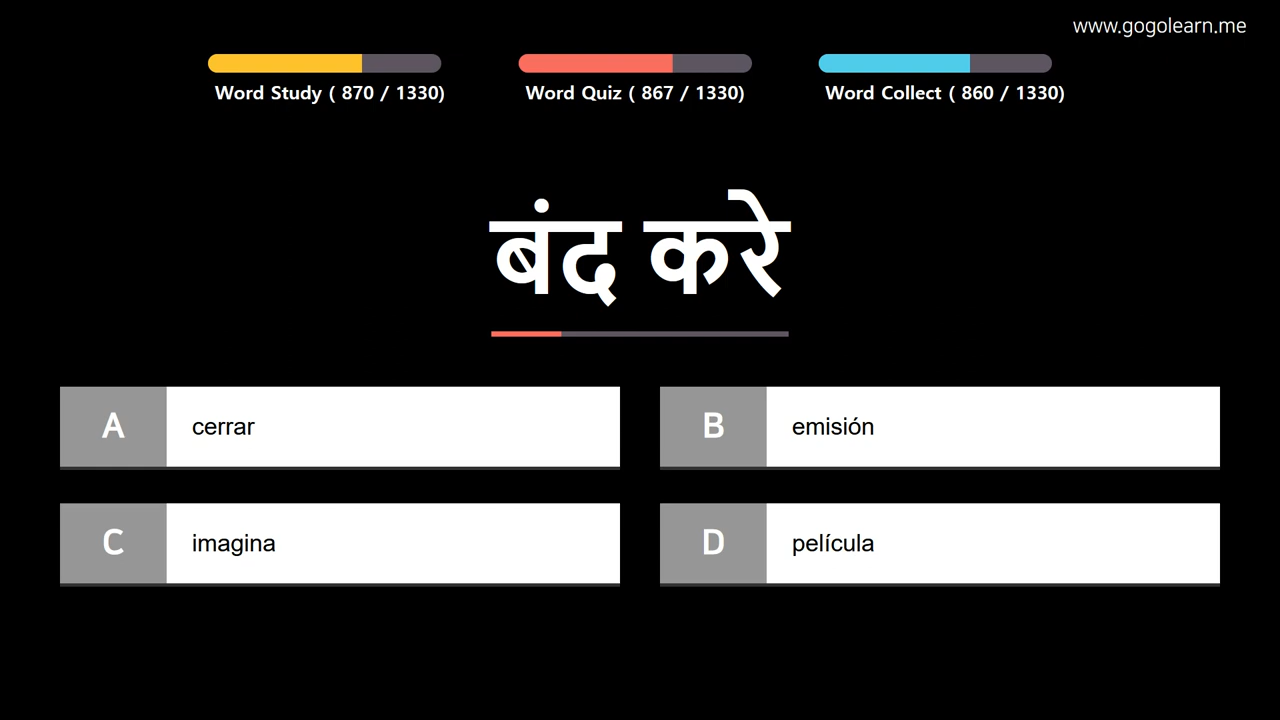 www.gogolearn.me
Word Study ( 870 / 1330)
Word Quiz ( 867 / 1330)
Word Collect ( 860 / 1330)
बंद करे
A cerrar
B emisión
C imagina
D película